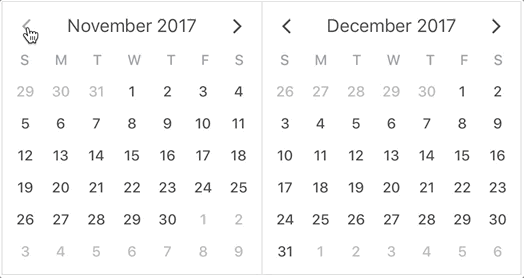 November 2017
S M T W T F S
29 30 31 1 2 3 4
5 6 7 8 9 10 11
12 13 14 15 16 17 18
19 20 21 22 23 24 25
26 27 28 29 30 1 2
3 4 5 6 7 8 9
December 2017
S M T W T F S
26 27 28 29 30 1 2
3 4 5 6 7 8 9
10 11 12 13 14 15 16
17 18 19 20 21 22 23
24 25 26 27 28 29 30
31 1 2 3 4 5 6